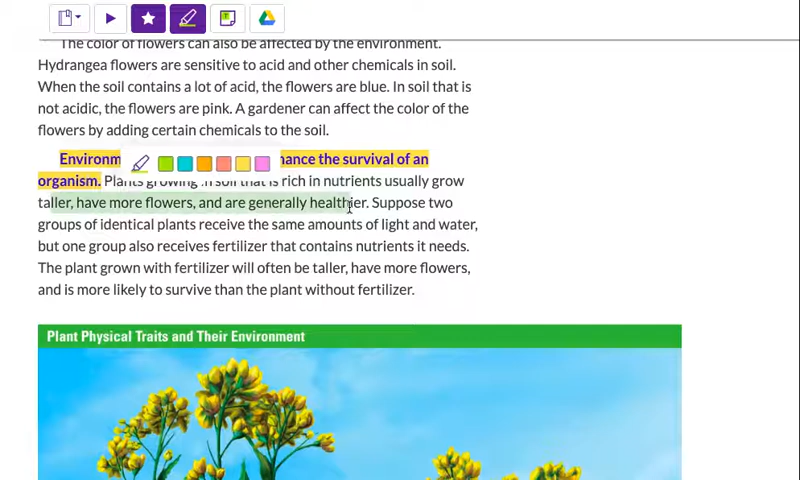 The color of flowers can also be affected by the environment.
Hydrangea flowers are sensitive to acid and other chemicals in soil.
When the soil contains a lot of acid, the flowers are blue. In soil that is
not acidic, the flowers are pink. A gardener can affect the color of the
flowers by adding certain chemicals to the soil.
hance the survival of an
organism. Plants growing in soil that is rich in nutrients usually grow
taller, have more flowers, and are generally healthier. Suppose two
groups of identical plants receive the same amounts of light and water,
but one group also receives fertilizer that contains nutrients it needs.
The plant grown with fertilizer will often be taller, have more flowers,
and is more likely to survive than the plant without fertilizer.
Plant Physical Traits and Their Environment